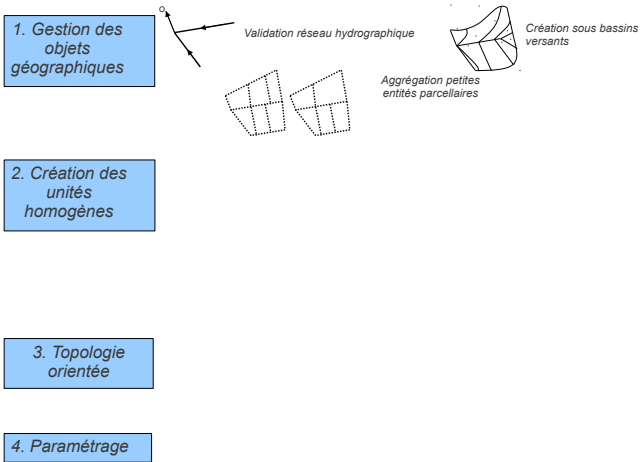 1. Gestion des
objets
géographiques
O
Validation réseau hydrographique
Création sous bassins
versants
Aggrégation petites
entités parcellaires
2. Création des
unités
homogènes
3. Topologie
orientée
4. Paramétrage